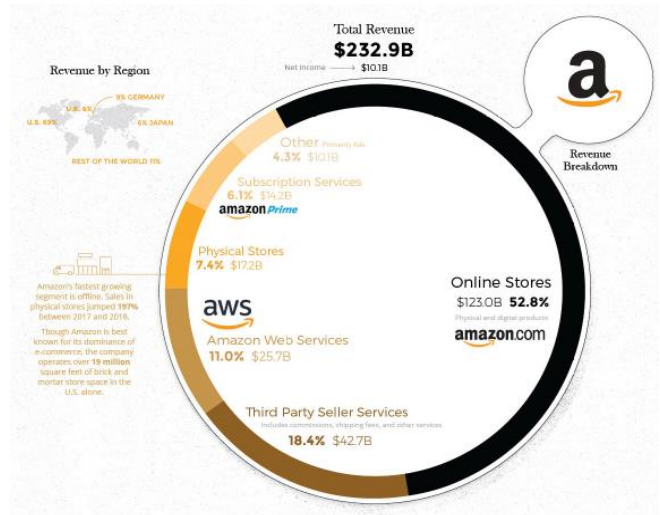 Total Revenue
$232.9B
Net Income → $10.1B
Revenue by Region
9% GERMANY
U.S. 69%
6% JAPAN
REST OF THE WORLD 11%
a
Revenue
Breakdown
Other Primarily Ads
4.3% $10.1B
Subscription Services
6.1% $14.2B
amazon Prime
Physical Stores
7.4% $17.2B
Amazon's fastest growing
segment is offline. Sales in
physical stores jumped 197%
between 2017 and 2018.
Though Amazon is best
known for its dominance of
e-commerce, the company
operates over 19 million
square feet of brick and
mortar store space in the
U.S. alone.
aws
Amazon Web Services
11.0% $25.7B
Online Stores
$123.0B 52.8%
Physical and digital products
amazon.com
Third Party Seller Services
Includes commissions, shipping fees, and other services
18.4% $42.7B